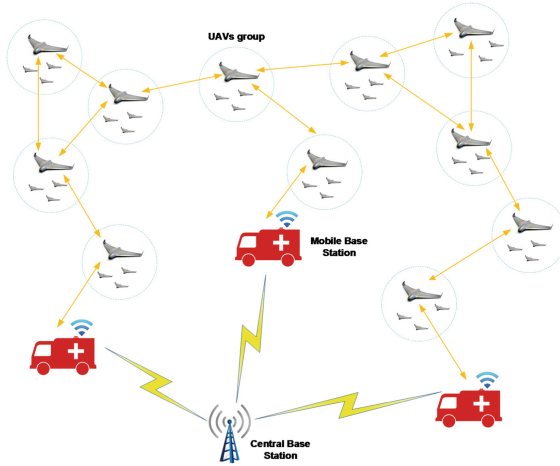 UAVs group
Mobile Base
Station
Central Base
Station